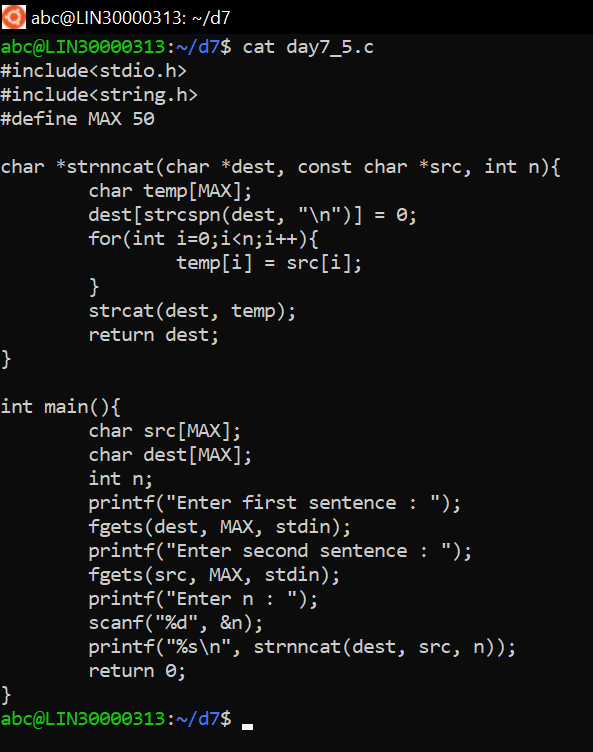 abc@LIN30000313: ~/d7
abc@LIN30000313:~/d7$ cat day7_5.c
#include<stdio.h>
#include<string.h>
#define MAX 50

char *strnncat(char *dest, const char *src, int n){
        char temp[MAX];
        dest[strcspn(dest, "\n")] = 0;
        for(int i=0;i<n;i++){
                temp[i] = src[i];
        }
        strcat(dest, temp);
        return dest;
}

int main(){
        char src[MAX];
        char dest[MAX];
        int n;
        printf("Enter first sentence : ");
        fgets(dest, MAX, stdin);
        printf("Enter second sentence : ");
        fgets(src, MAX, stdin);
        printf("Enter n : ");
        scanf("%d", &n);
        printf("%s\n", strnncat(dest, src, n));
        return 0;
}
abc@LIN30000313:~/d7$